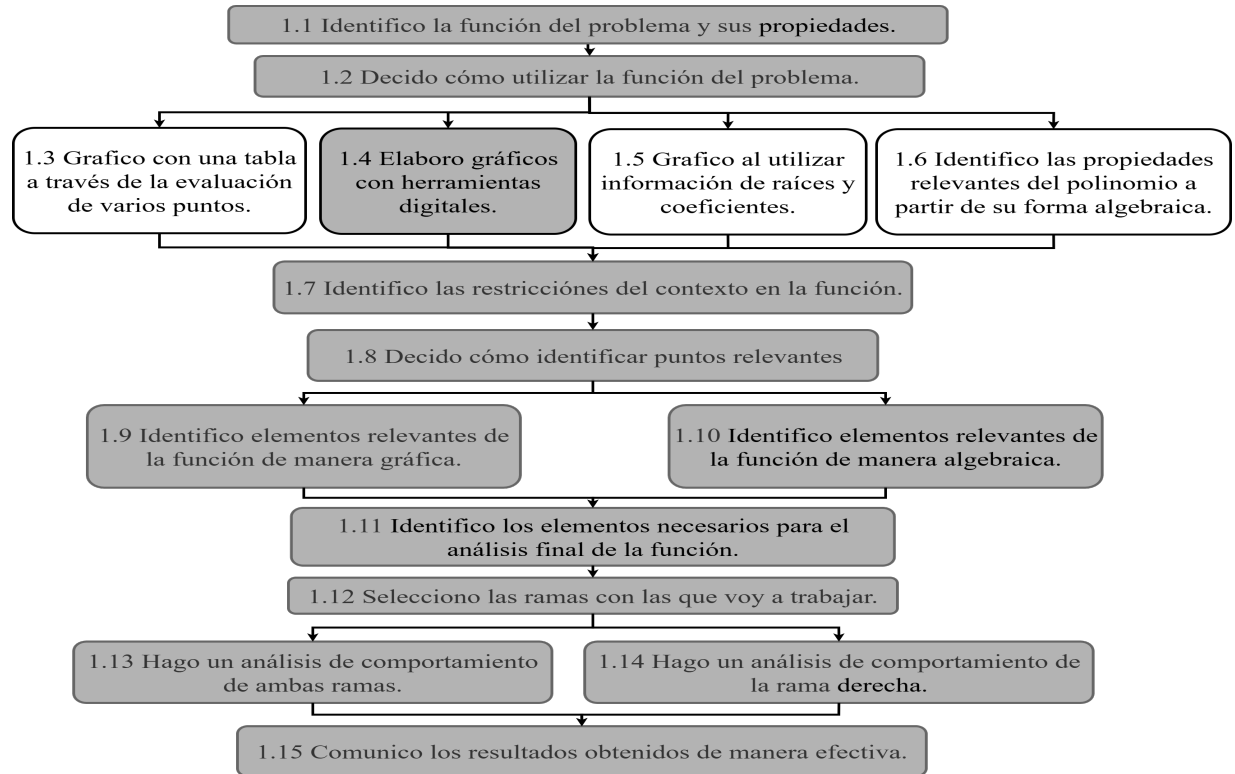 1.1 Identifico la función del problema y sus propiedades.
1.2 Decido cómo utilizar la función del problema.
1.3 Grafico con una tabla
a través de la evaluación
de varios puntos.
1.4 Elaboro gráficos
con herramientas
digitales.
1.5 Grafico al utilizar
información de raíces y
coeficientes.
1.6 Identifico las propiedades
relevantes del polinomio a
partir de su forma algebraica.
1.7 Identifico las restricciónes del contexto en la función.
1.8 Decido cómo identificar puntos relevantes
1.9 Identifico elementos relevantes de
la función de manera gráfica.
1.10 Identifico elementos relevantes de
la función de manera algebraica.
1.11 Identifico los elementos necesarios para el
análisis final de la función.
1.12 Selecciono las ramas con las que voy a trabajar.
1.13 Hago un análisis de comportamiento
de ambas ramas.
1.14 Hago un análisis de comportamiento de
la rama derecha.
1.15 Comunico los resultados obtenidos de manera efectiva.